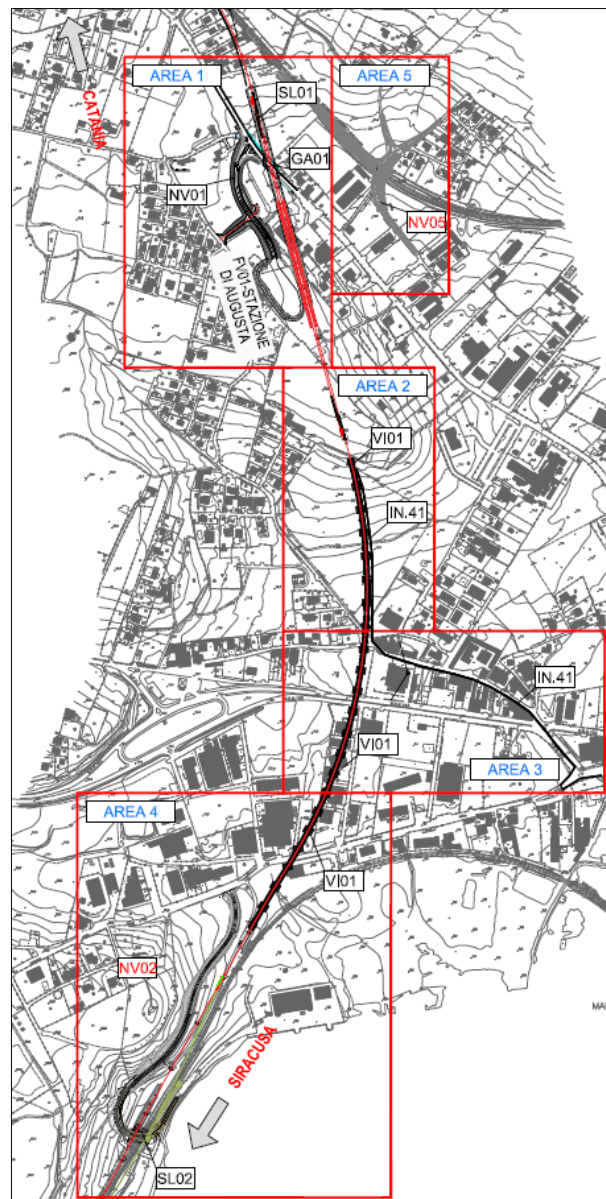 AREA 1
AREA 5
CATANIA
SL01
GA01
NV01
NV05
FV01-STAZIONE
DI AUGUSTA
AREA 2
VI01
IN.41
IN.41
VI01
AREA 3
AREA 4
VI01
NV02
SIRACUSA
SL02